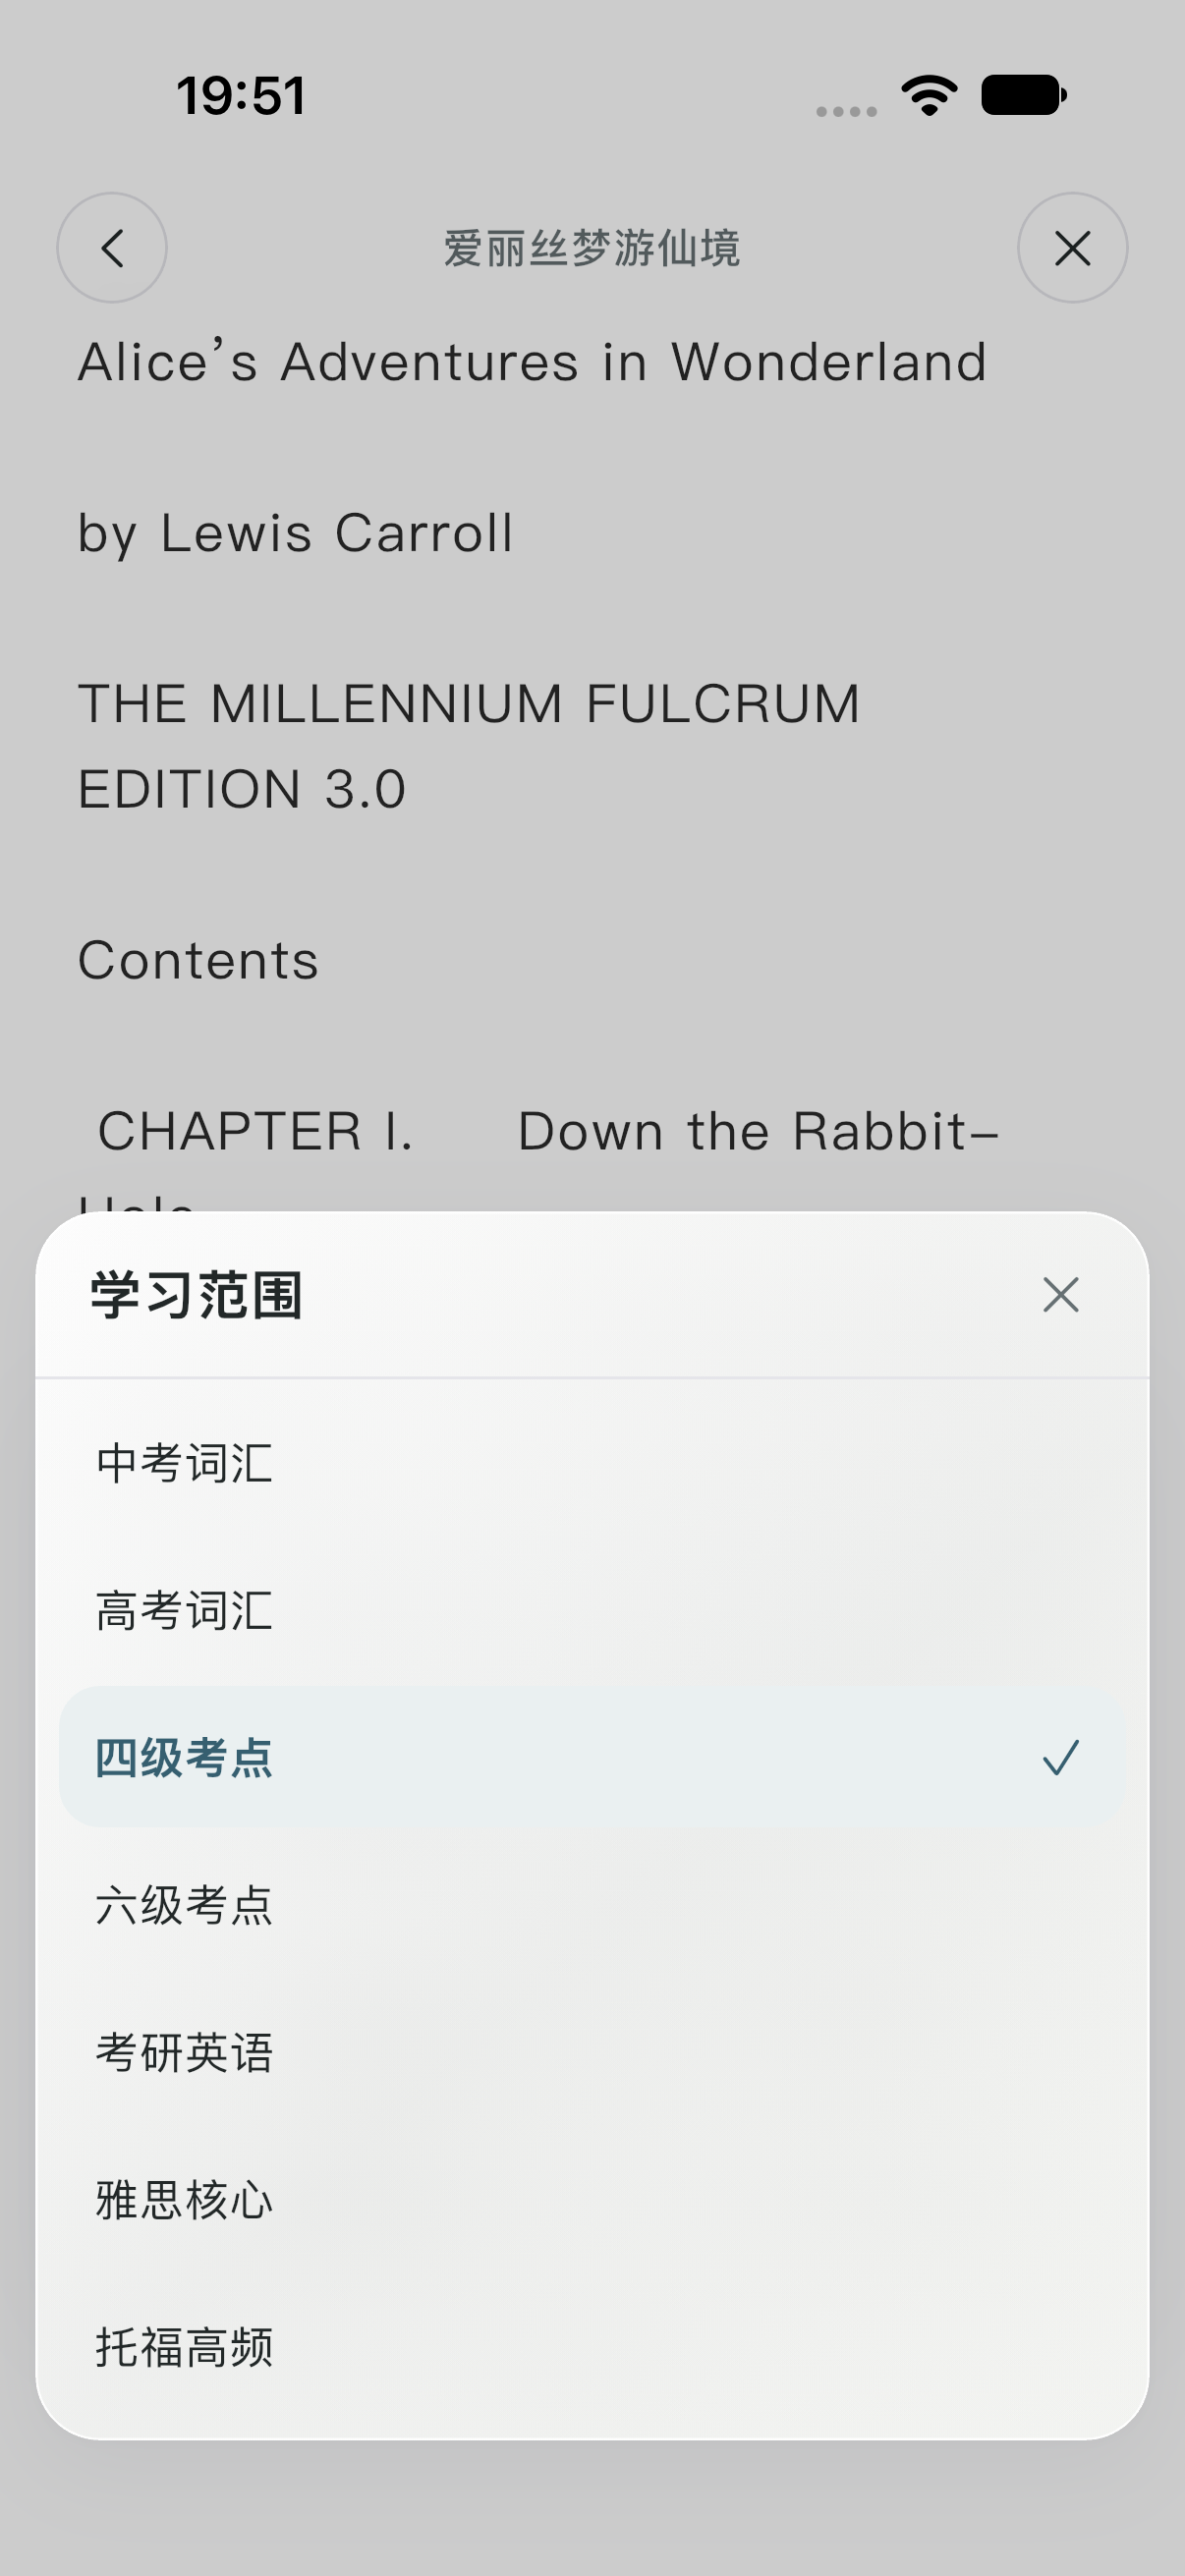 19:51
爱丽丝梦游仙境
Alice’s Adventures in Wonderland
by Lewis Carroll
THE MILLENNIUM FULCRUM
EDITION 3.0
Contents
CHAPTER I. Down the Rabbit–
学习范围
中考词汇
高考词汇
四级考点
六级考点
考研英语
雅思核心
托福高频